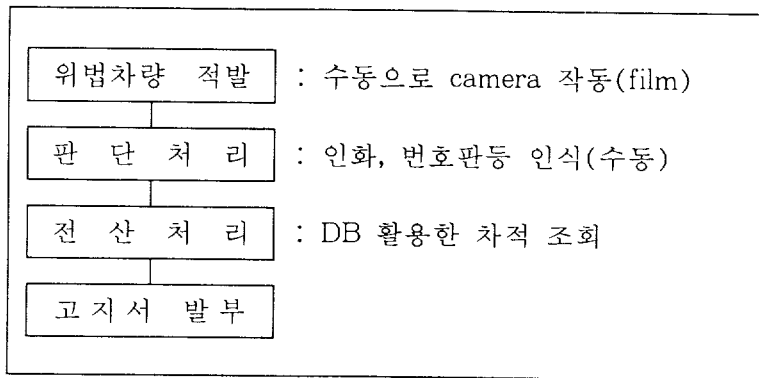 위법차량 적발 : 수동으로 camera 작동(film)
판 단 처 리 : 인화, 번호판등 인식(수동)
전 산 처 리 : DB 활용한 차적 조회
고지서 발부